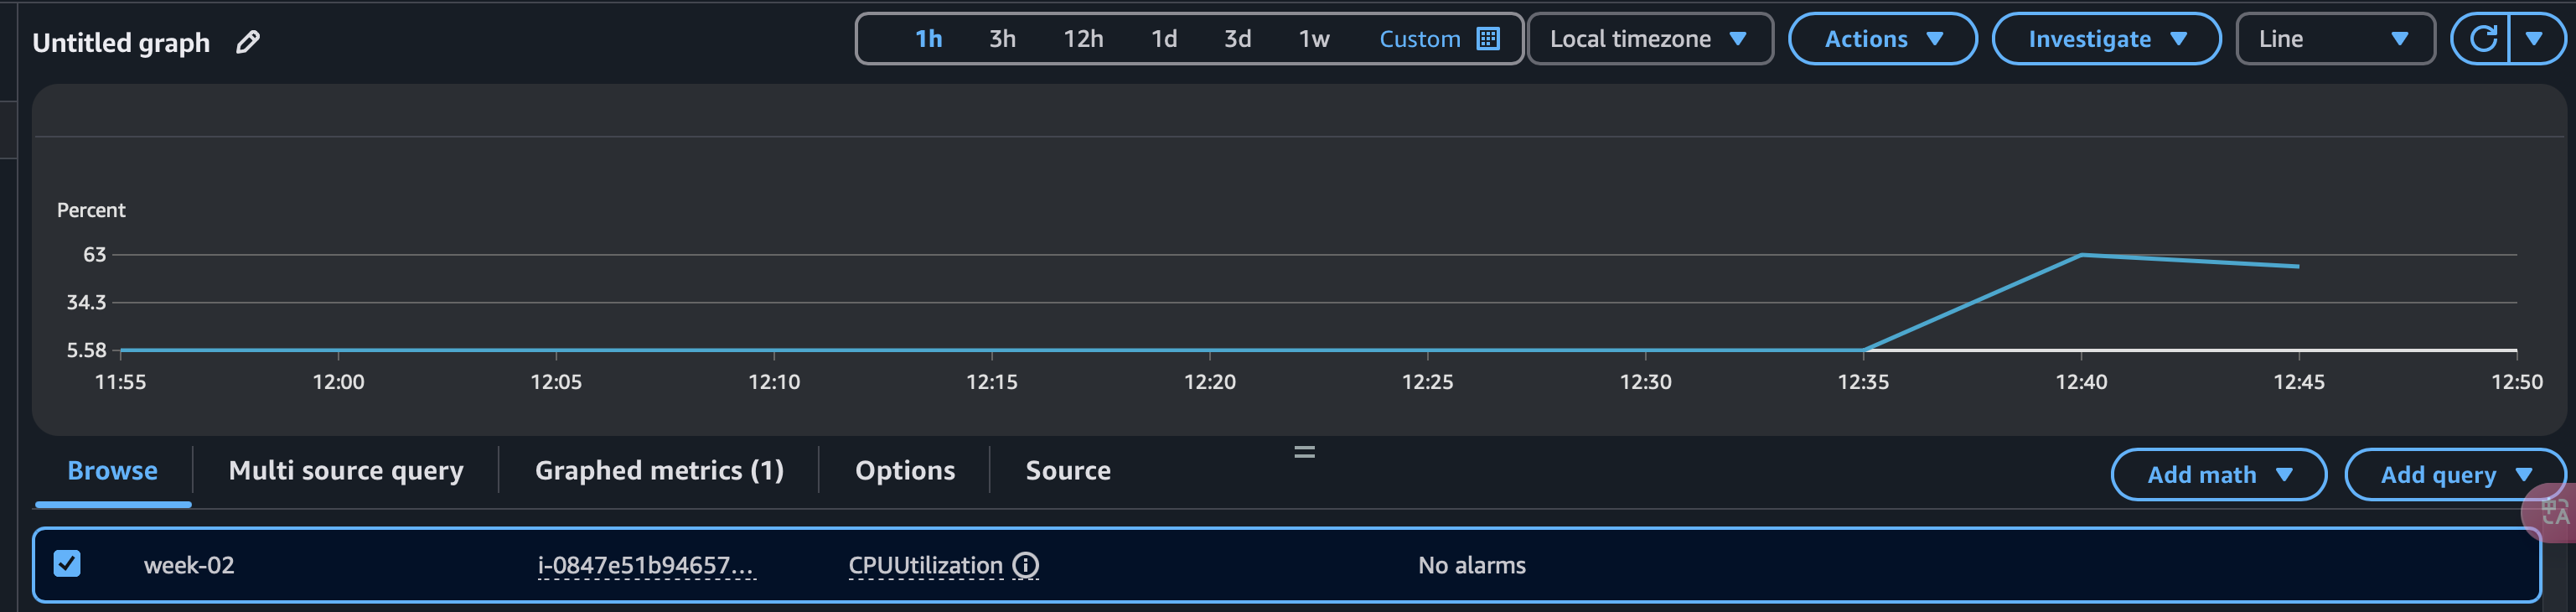 Untitled graph
1h 3h 12h 1d 3d 1w Custom Local timezone Actions Investigate Line
Percent
63
34.3
5.58
11:55 12:00 12:05 12:10 12:15 12:20 12:25 12:30 12:35 12:40 12:45 12:50
Browse Multi source query Graphed metrics (1) Options Source Add math Add query
week-02 i-0847e51b94657... CPUUtilization No alarms